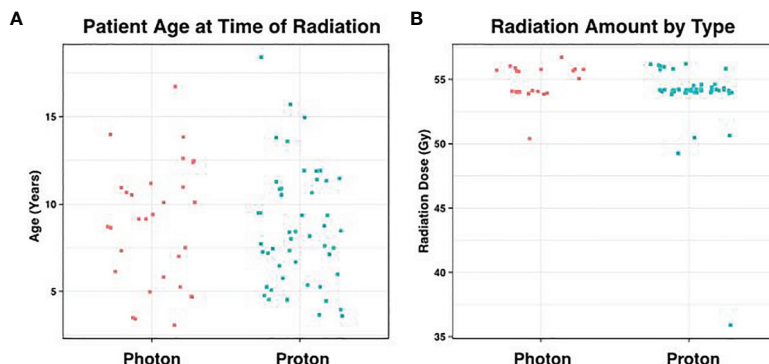 A
Patient Age at Time of Radiation
Age (Years)
15
10
5
Photon
Proton
B
Radiation Amount by Type
Radiation Dose (Gy)
55
50
45
40
35
Photon
Proton